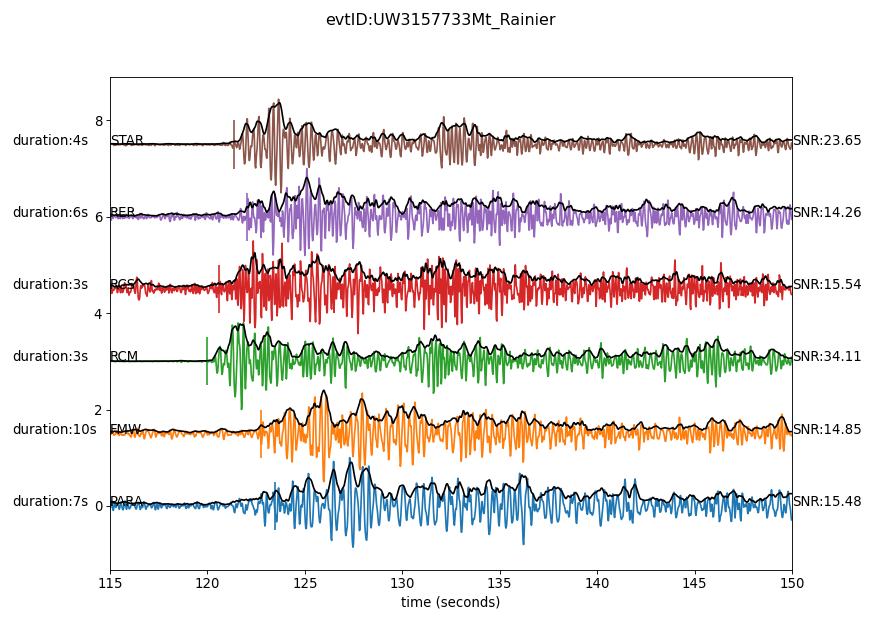 evtID:UW3157733Mt_Rainier
8
duration:4s STAR SNR:23.65
duration:6s RER SNR:14.26
6
duration:3s RCS SNR:15.54
4
duration:3s RCM SNR:34.11
2
duration:10s FMW SNR:14.85
duration:7s PARA SNR:15.48
0
115 120 125 130 135 140 145 150
time (seconds)